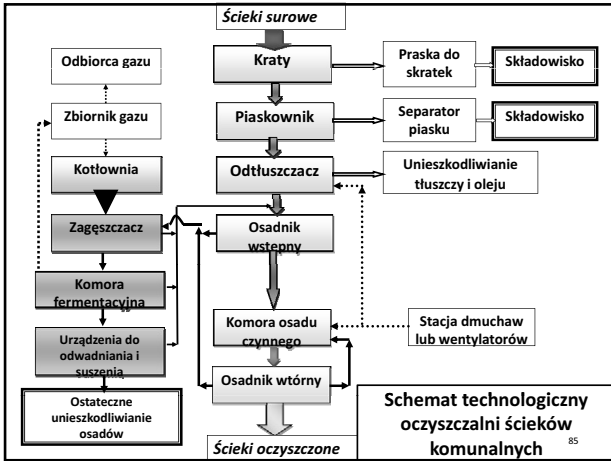 Ścieki surowe
Odbiorca gazu
Kraty
Praska do
skratek
Składowisko
Zbiornik gazu
Piaskownik
Separator
piasku
Składowisko
Kotłownia
Odtłuszczacz
Unieszkodliwianie
tłuszczy i oleju
Zagęszczacz
Osadnik
wstępny
Komora
fermentacyjna
Komora osadu
czynnego
Stacja dmuchaw
lub wentylatorów
Urządzenia do
odwadniania i
suszenia
Osadnik wtórny
Ostateczne
unieszkodliwianie
osadów
Ścieki oczyszczone
Schemat technologiczny
oczyszczalni ścieków
komunalnych 85